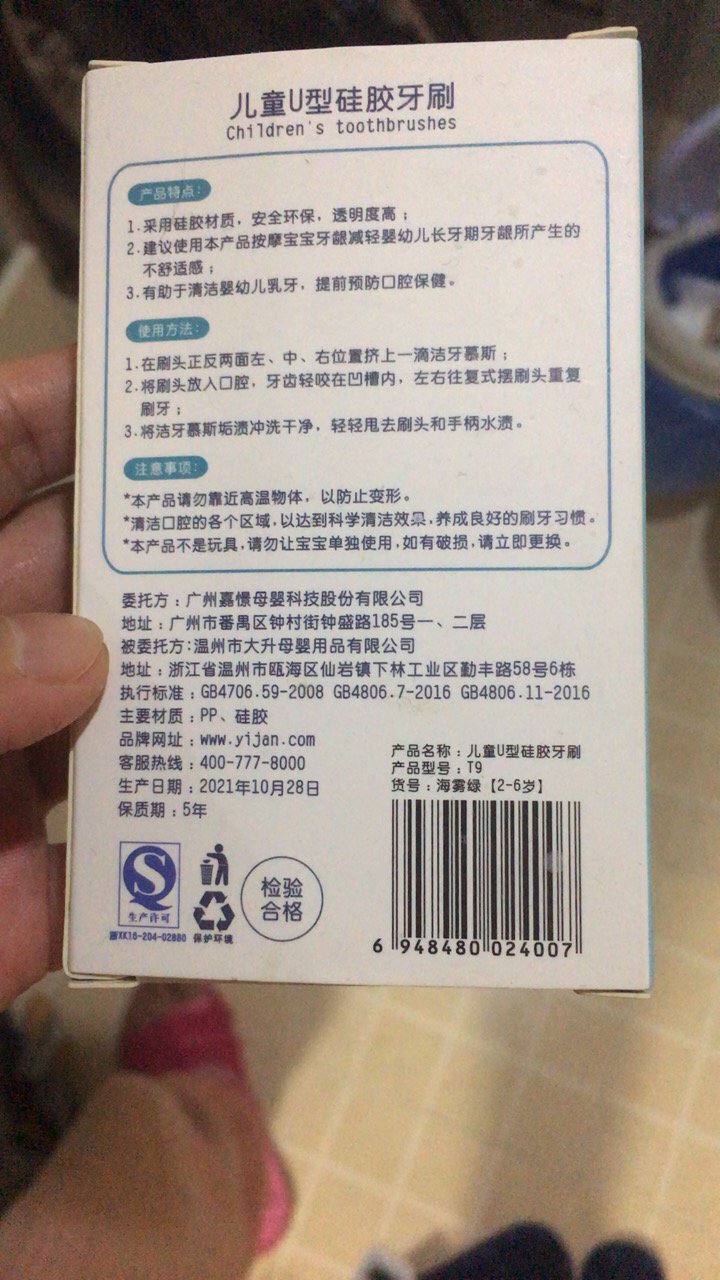 儿童U型硅胶牙刷
Children's toothbrushes
产品特点：
1.采用硅胶材质，安全环保，透明度高；
2.建议使用本产品按摩宝宝牙龈减轻婴幼儿长牙期牙龈所产生的
不舒适感；
3.有助于清洁婴幼儿乳牙，提前预防口腔保健。
使用方法：
1.在刷头正反两面左、中、右位置挤上一滴洁牙慕斯；
2.将刷头放入口腔，牙齿轻咬在凹槽内，左右往复式摆刷头重复
刷牙；
3.将洁牙慕斯垢渍冲洗干净，轻轻甩去刷头和手柄水渍。
注意事项：
*本产品请勿靠近高温物体，以防止变形。
*清洁口腔的各个区域，以达到科学清洁效果，养成良好的刷牙习惯。
*本产品不是玩具，请勿让宝宝单独使用，如有破损，请立即更换。
委托方：广州嘉憬母婴科技股份有限公司
地址：广州市番禺区钟村街钟盛路185号一、二层
被委托方:温州市大升母婴用品有限公司
地址：浙江省温州市瓯海区仙岩镇下林工业区勤丰路58号6栋
执行标准：GB4706.59-2008 GB4806.7-2016 GB4806.11-2016
主要材质：PP、硅胶
品牌网址：www.yijan.com
客服热线：400-777-8000
生产日期：2021年10月28日
保质期：5年
产品名称：儿童U型硅胶牙刷
产品型号：T9
货号：海雾绿【2-6岁】
生产许可
浙XK16-204-02880
保护环境
检验
合格
6 948480 024007